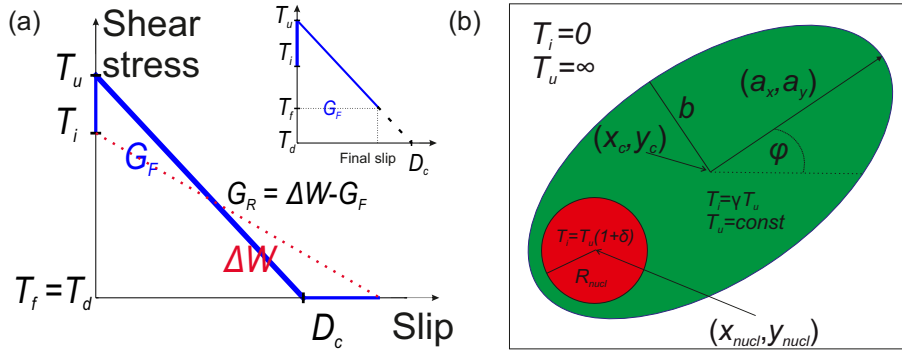 (a)
Shear
stress
T_u
T_i
G_F
G_R = ΔW-G_F
ΔW
T_f = T_d
D_c
Slip
T_u
T_i
T_f
G_F
T_d
Final slip
D_c
(b)
T_i=0
T_u=∞
(a_x,a_y)
b
(x_c,y_c)
φ
T_i=γT_u
T_u=const
T_i=T_u(1+δ)
R_nucl
(x_nucl,y_nucl)